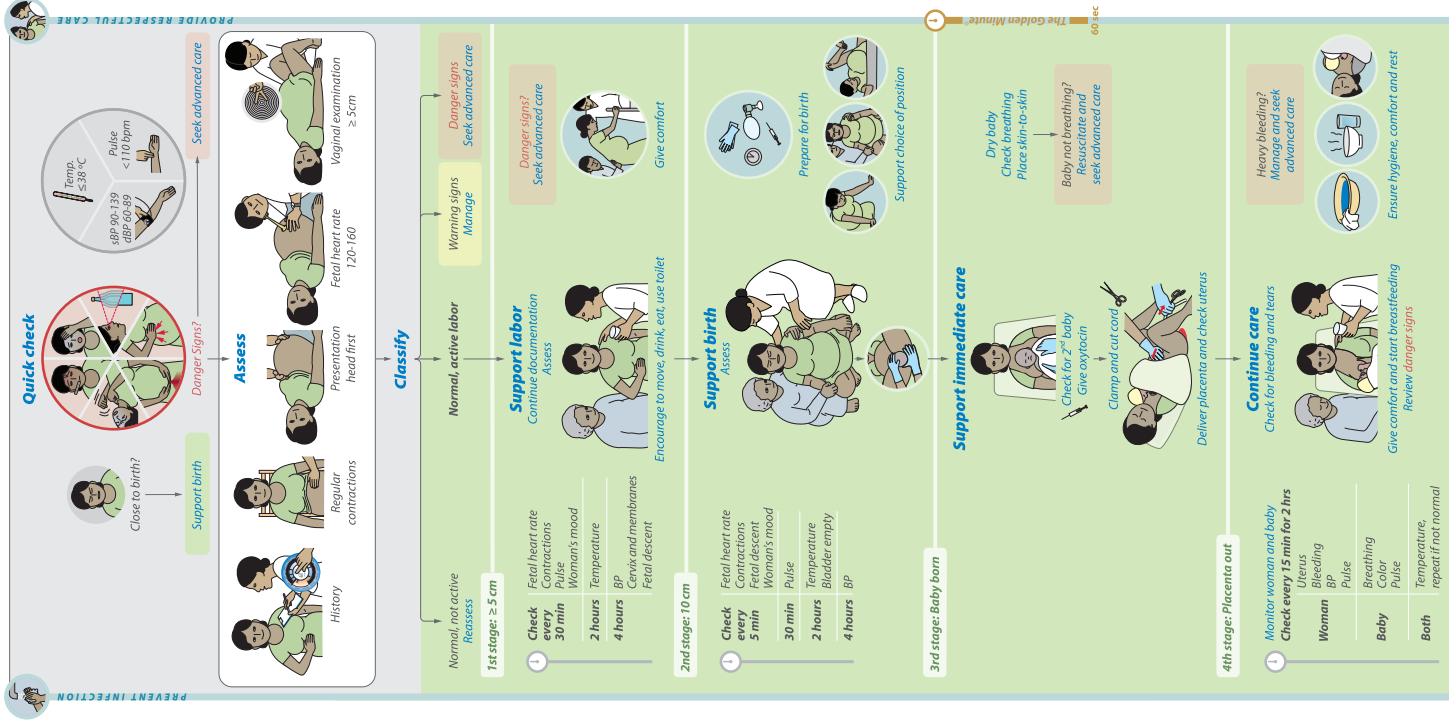 PREVENT INFECTION
PROVIDE RESPECTFUL CARE
Quick check
Close to birth?
Support birth
Danger Signs?
sBP 90-139
dBP 60-89
Temp.
≤38 ºC
Pulse
<110 bpm
Seek advanced care
Assess
History
Regular
contractions
Presentation
head first
Fetal heart rate
120-160
Vaginal examination
≥ 5cm
Classify
Normal, not active
Reassess
Normal, active labor
Warning signs
Manage
Danger signs
Seek advanced care
1st stage: ≥ 5 cm
Check
every
30 min
Fetal heart rate
Contractions
Pulse
Woman's mood
2 hours
Temperature
4 hours
BP
Cervix and membranes
Fetal descent
Support labor
Continue documentation
Assess
Encourage to move, drink, eat, use toilet
Danger signs?
Seek advanced care
Give comfort
2nd stage: 10 cm
Check
every
5 min
Fetal heart rate
Contractions
Fetal descent
Woman's mood
30 min
Pulse
2 hours
Temperature
Bladder empty
4 hours
BP
Support birth
Assess
Prepare for birth
Support choice of position
3rd stage: Baby born
The Golden Minute®
60 sec
Support immediate care
Check for 2nd baby
Give oxytocin
Clamp and cut cord
Deliver placenta and check uterus
Dry baby
Check breathing
Place skin-to-skin
Baby not breathing?
Resuscitate and
seek advanced care
4th stage: Placenta out
Monitor woman and baby
Check every 15 min for 2 hrs
Woman
Uterus
Bleeding
BP
Pulse
Baby
Breathing
Color
Pulse
Both
Temperature,
repeat if not normal
Continue care
Check for bleeding and tears
Give comfort and start breastfeeding
Review danger signs
Heavy bleeding?
Manage and seek
advanced care
Ensure hygiene, comfort and rest